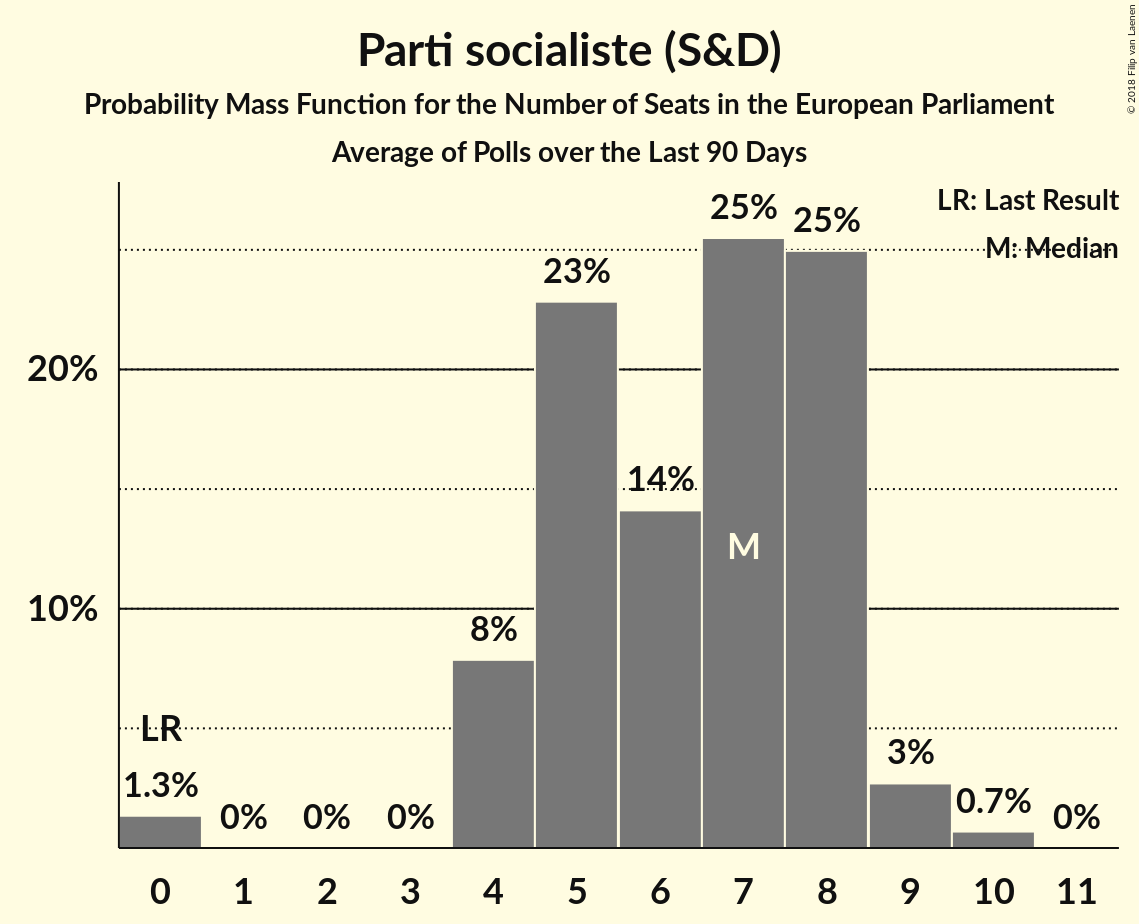 Parti socialiste (S&D)
Probability Mass Function for the Number of Seats in the European Parliament
Average of Polls over the Last 90 Days
© 2018 Filip van Laenen
LR: Last Result
M: Median
25%
25%
23%
20%
14%
M
10%
8%
LR
3%
1.3%
0%
0%
0%
0.7%
0%
0 1 2 3 4 5 6 7 8 9 10 11